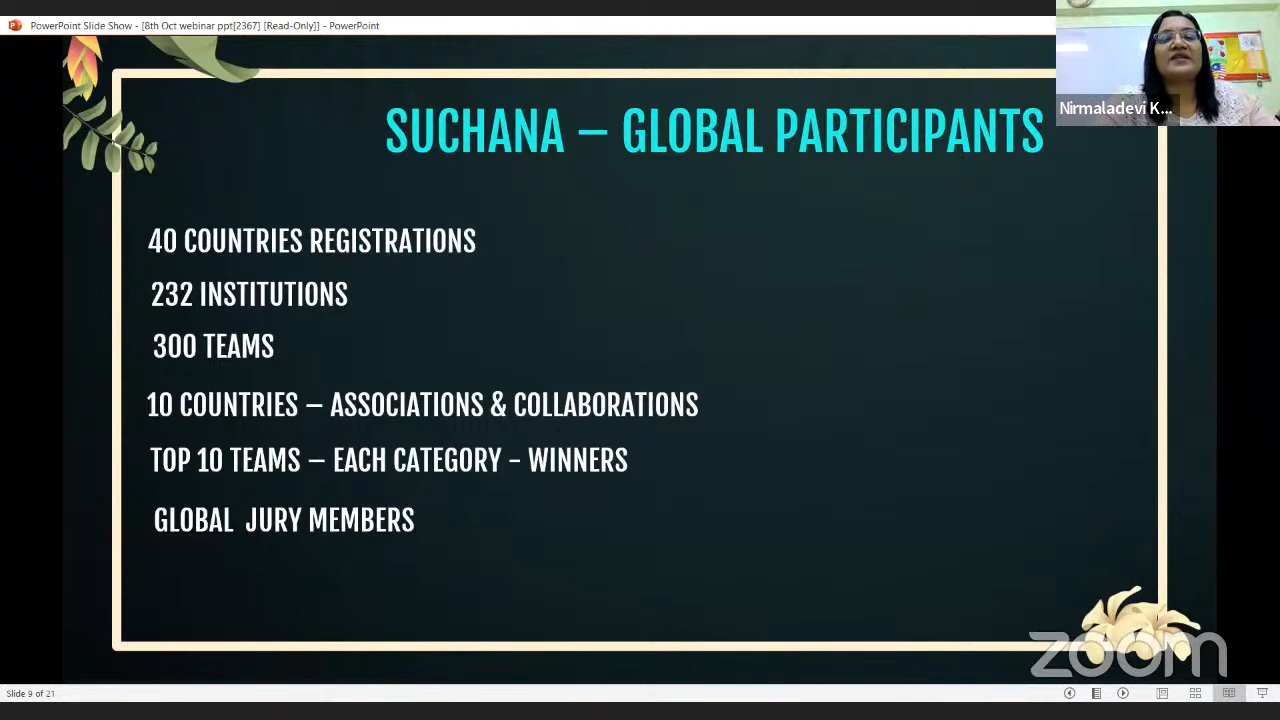 PowerPoint Slide Show - [8th Oct webinar ppt[2367] [Read-Only]] - PowerPoint
Nirmaladevi K...
SUCHANA – GLOBAL PARTICIPANTS
40 COUNTRIES REGISTRATIONS
232 INSTITUTIONS
300 TEAMS
10 COUNTRIES – ASSOCIATIONS & COLLABORATIONS
TOP 10 TEAMS – EACH CATEGORY - WINNERS
GLOBAL JURY MEMBERS
zoom
Slide 9 of 21